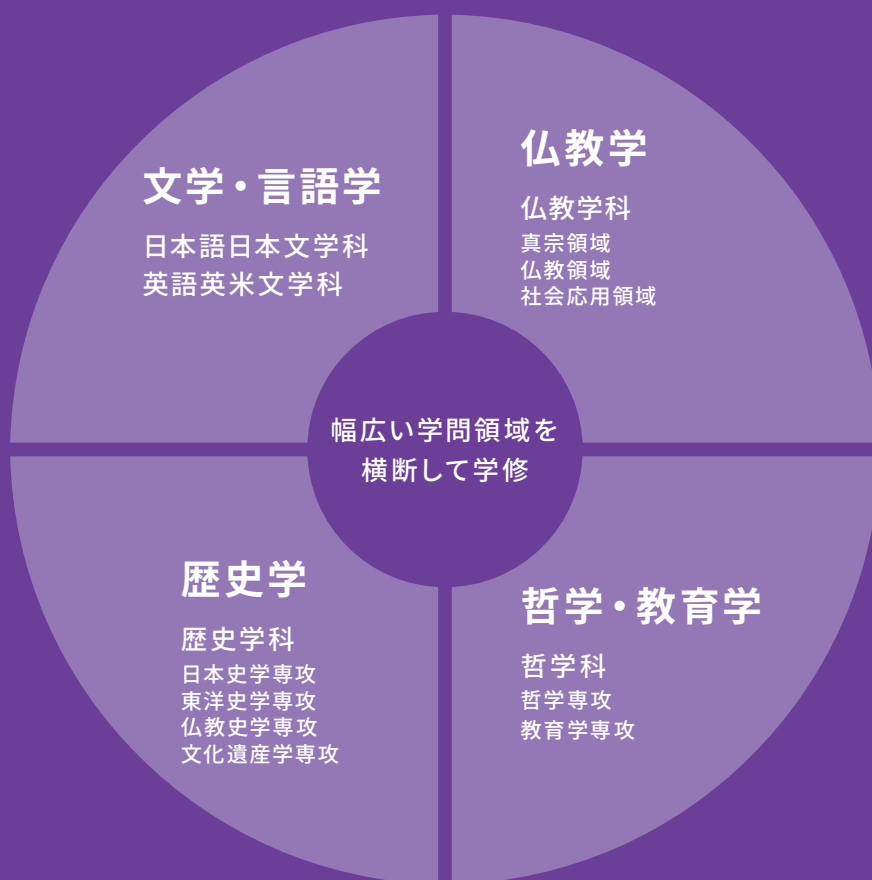 文学・言語学
日本語日本文学科
英語英米文学科
仏教学
仏教学科
真宗領域
仏教領域
社会応用領域
幅広い学問領域を
横断して学修
歴史学
歴史学科
日本史学専攻
東洋史学専攻
仏教史学専攻
文化遺産学専攻
哲学・教育学
哲学科
哲学専攻
教育学専攻